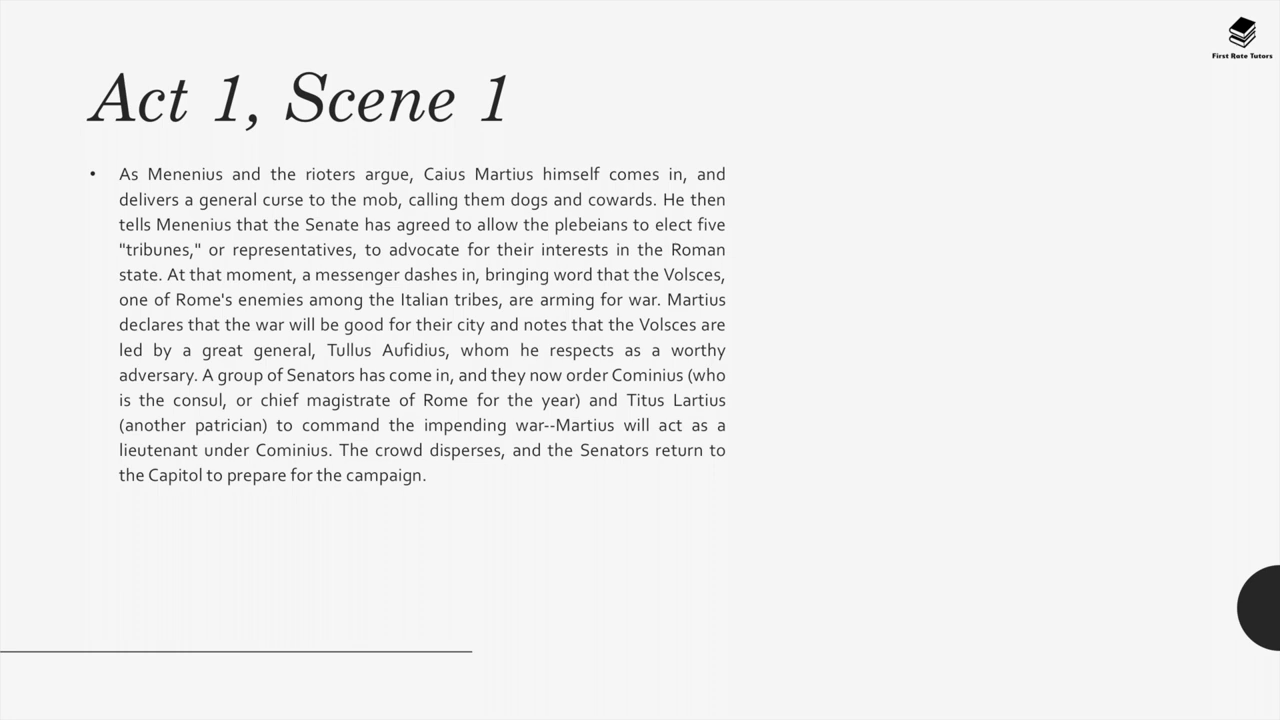 First Rate Tutors
Act 1, Scene 1
• As Menenius and the rioters argue, Caius Martius himself comes in, and
delivers a general curse to the mob, calling them dogs and cowards. He then
tells Menenius that the Senate has agreed to allow the plebeians to elect five
"tribunes," or representatives, to advocate for their interests in the Roman
state. At that moment, a messenger dashes in, bringing word that the Volsces,
one of Rome's enemies among the Italian tribes, are arming for war. Martius
declares that the war will be good for their city and notes that the Volsces are
led by a great general, Tullus Aufidius, whom he respects as a worthy
adversary. A group of Senators has come in, and they now order Cominius (who
is the consul, or chief magistrate of Rome for the year) and Titus Lartius
(another patrician) to command the impending war--Martius will act as a
lieutenant under Cominius. The crowd disperses, and the Senators return to
the Capitol to prepare for the campaign.